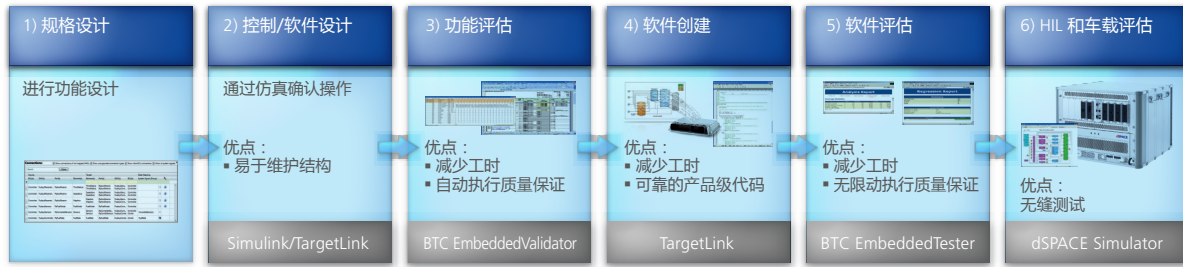 1) 规格设计
进行功能设计
2) 控制/软件设计
通过仿真确认操作
优点：
▪ 易于维护结构
Simulink/TargetLink
3) 功能评估
优点：
▪ 减少工时
▪ 自动执行质量保证
BTC EmbeddedValidator
4) 软件创建
优点：
▪ 减少工时
▪ 可靠的产品级代码
TargetLink
5) 软件评估
Analysis Report
Regression Report
优点：
▪ 减少工时
▪ 无限动执行质量保证
BTC EmbeddedTester
6) HIL 和车载评估
优点：
无缝测试
dSPACE Simulator